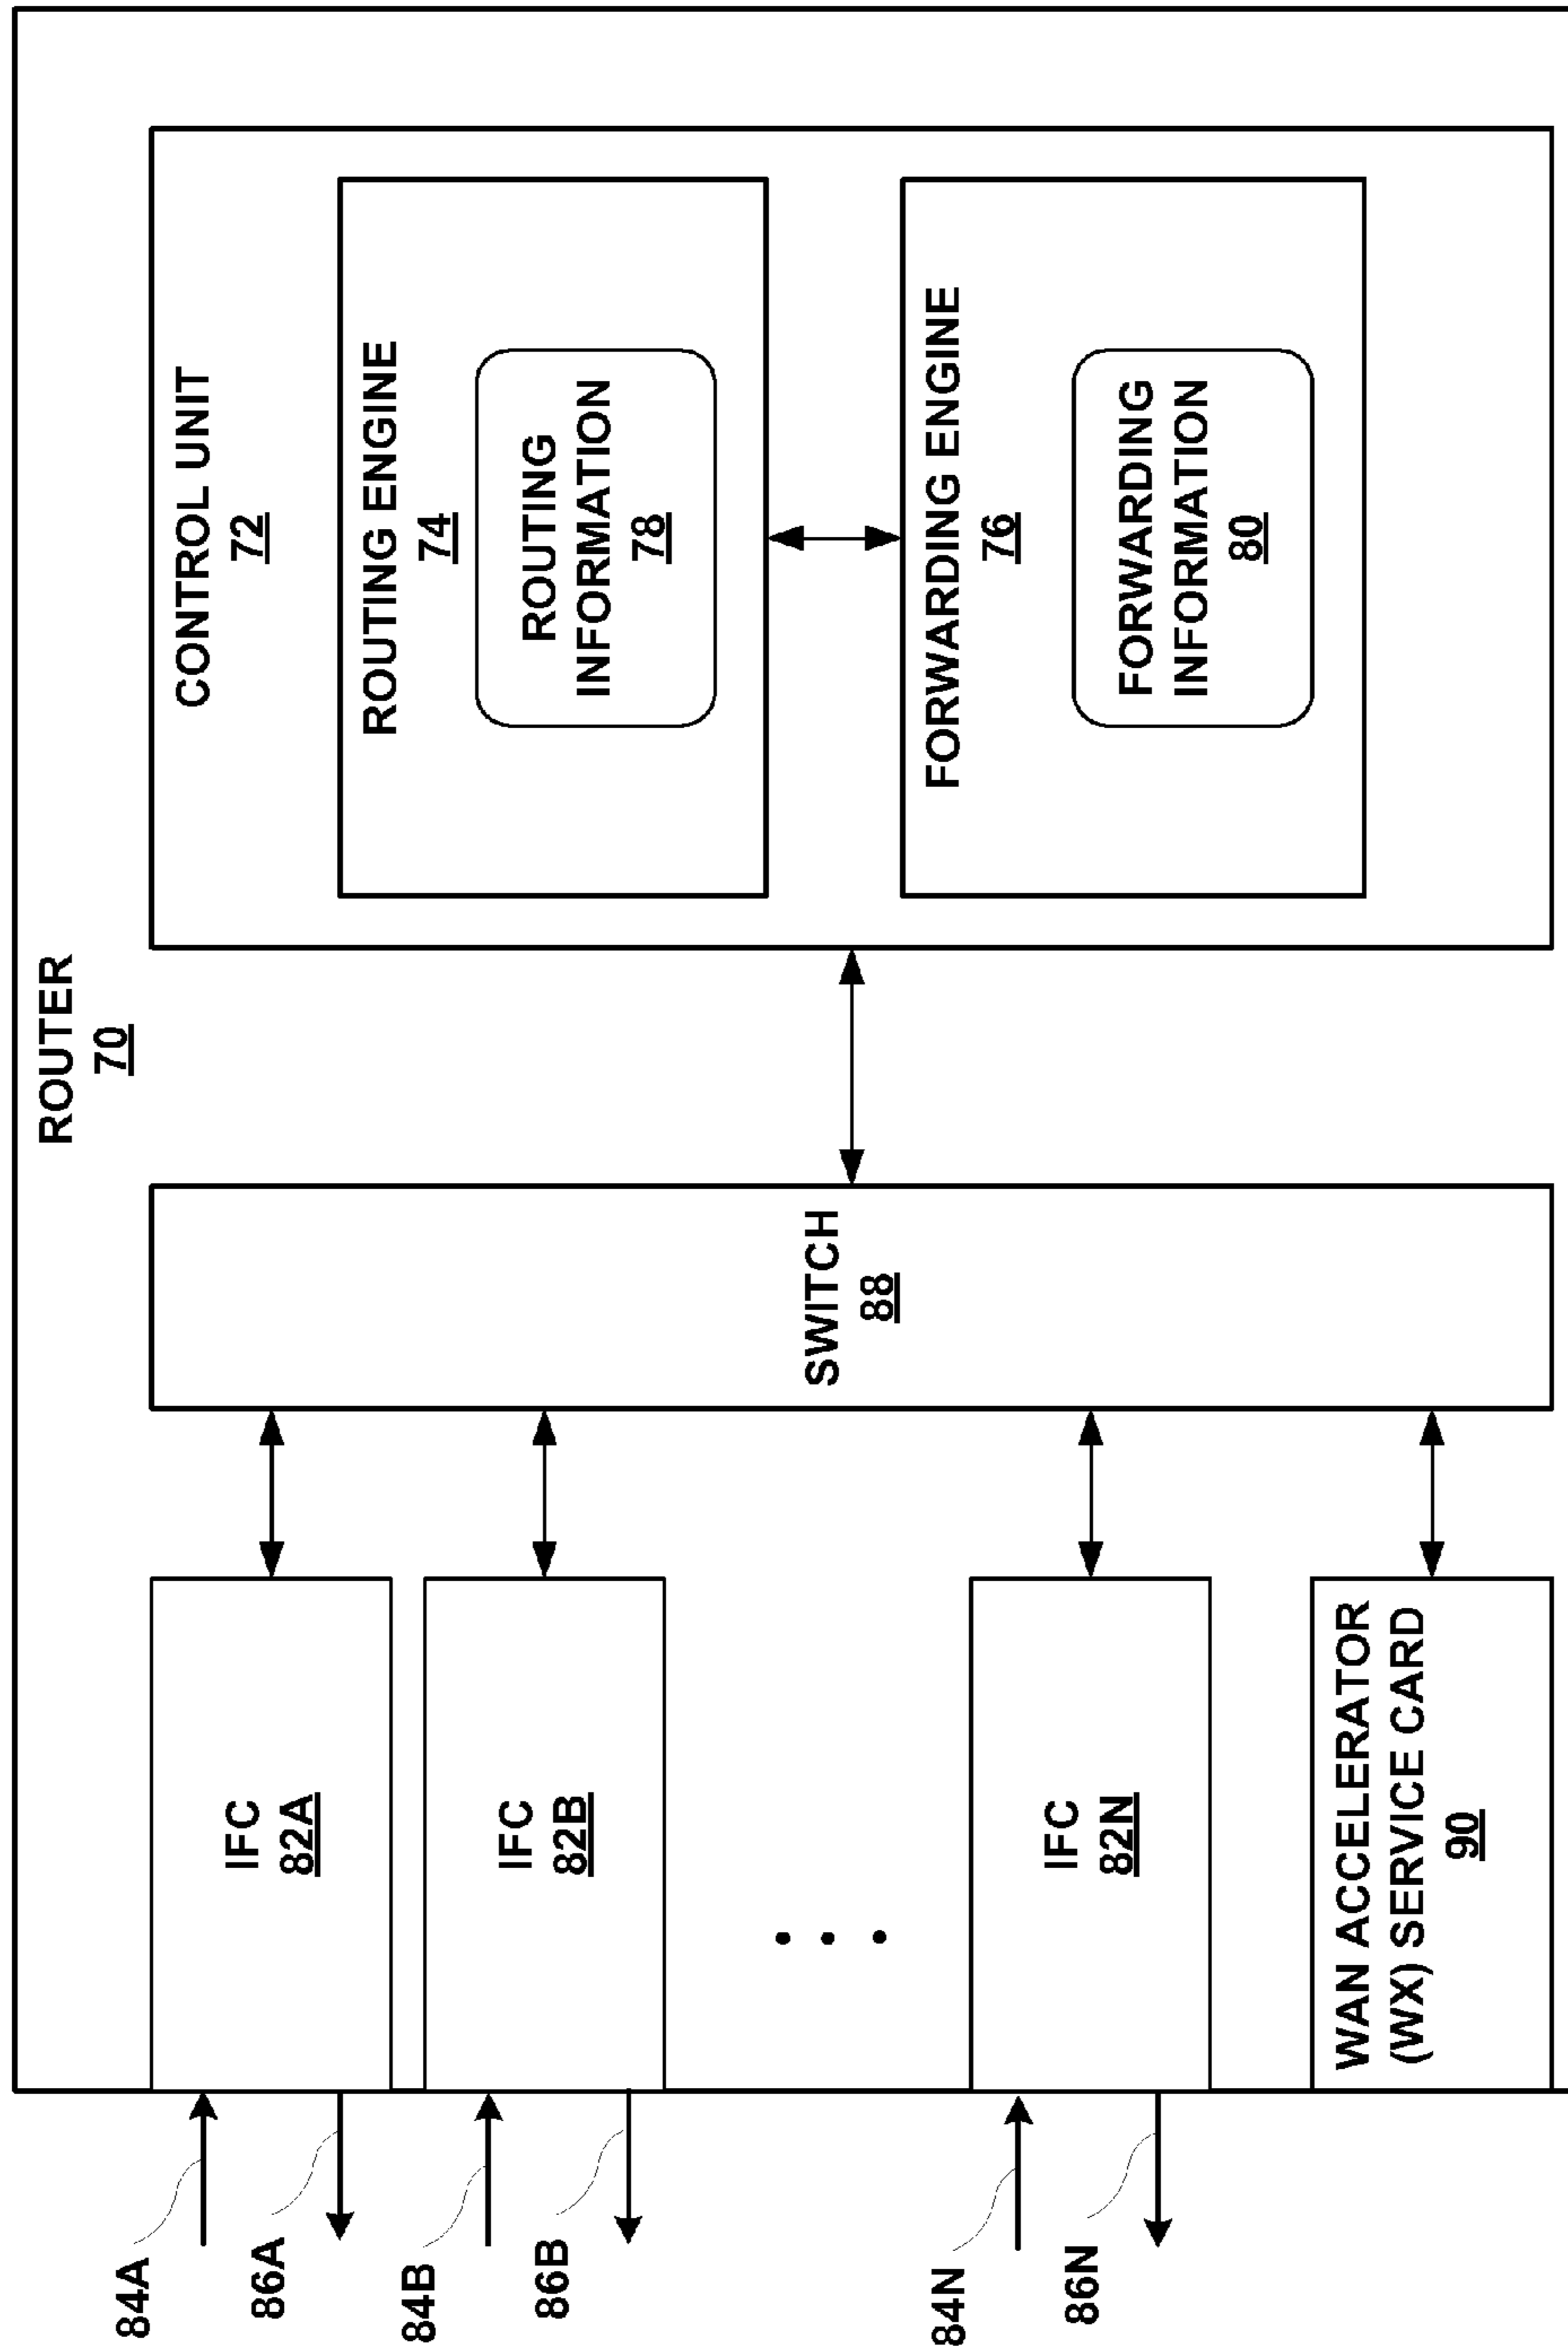 ROUTER
70
84A
86A
84B
86B
84N
86N
IFC
82A
IFC
82B
IFC
82N
WAN ACCELERATOR
(WX) SERVICE CARD
90
SWITCH
88
CONTROL UNIT
72
ROUTING ENGINE
74
ROUTING
INFORMATION
78
FORWARDING ENGINE
76
FORWARDING
INFORMATION
80